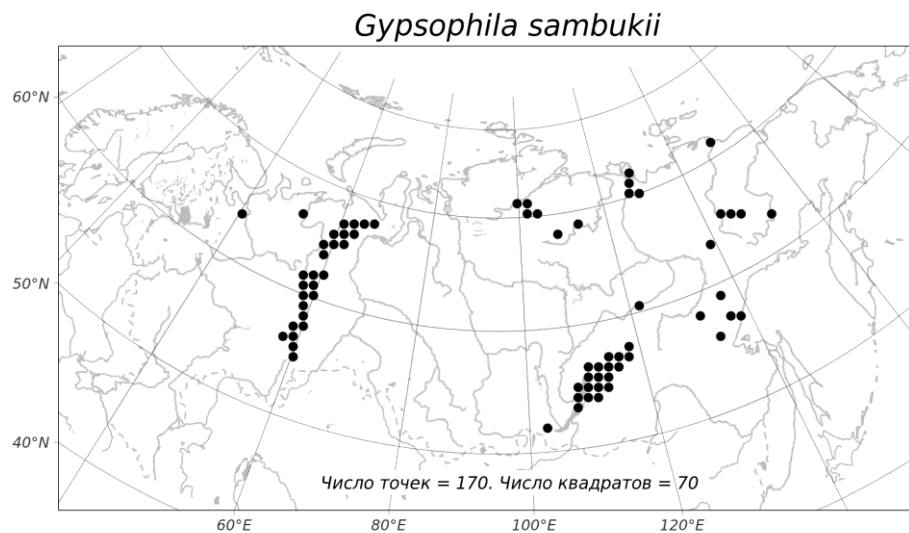 Gypsophila sambukii
60°N
50°N
40°N
Число точек = 170. Число квадратов = 70
60°E 80°E 100°E 120°E